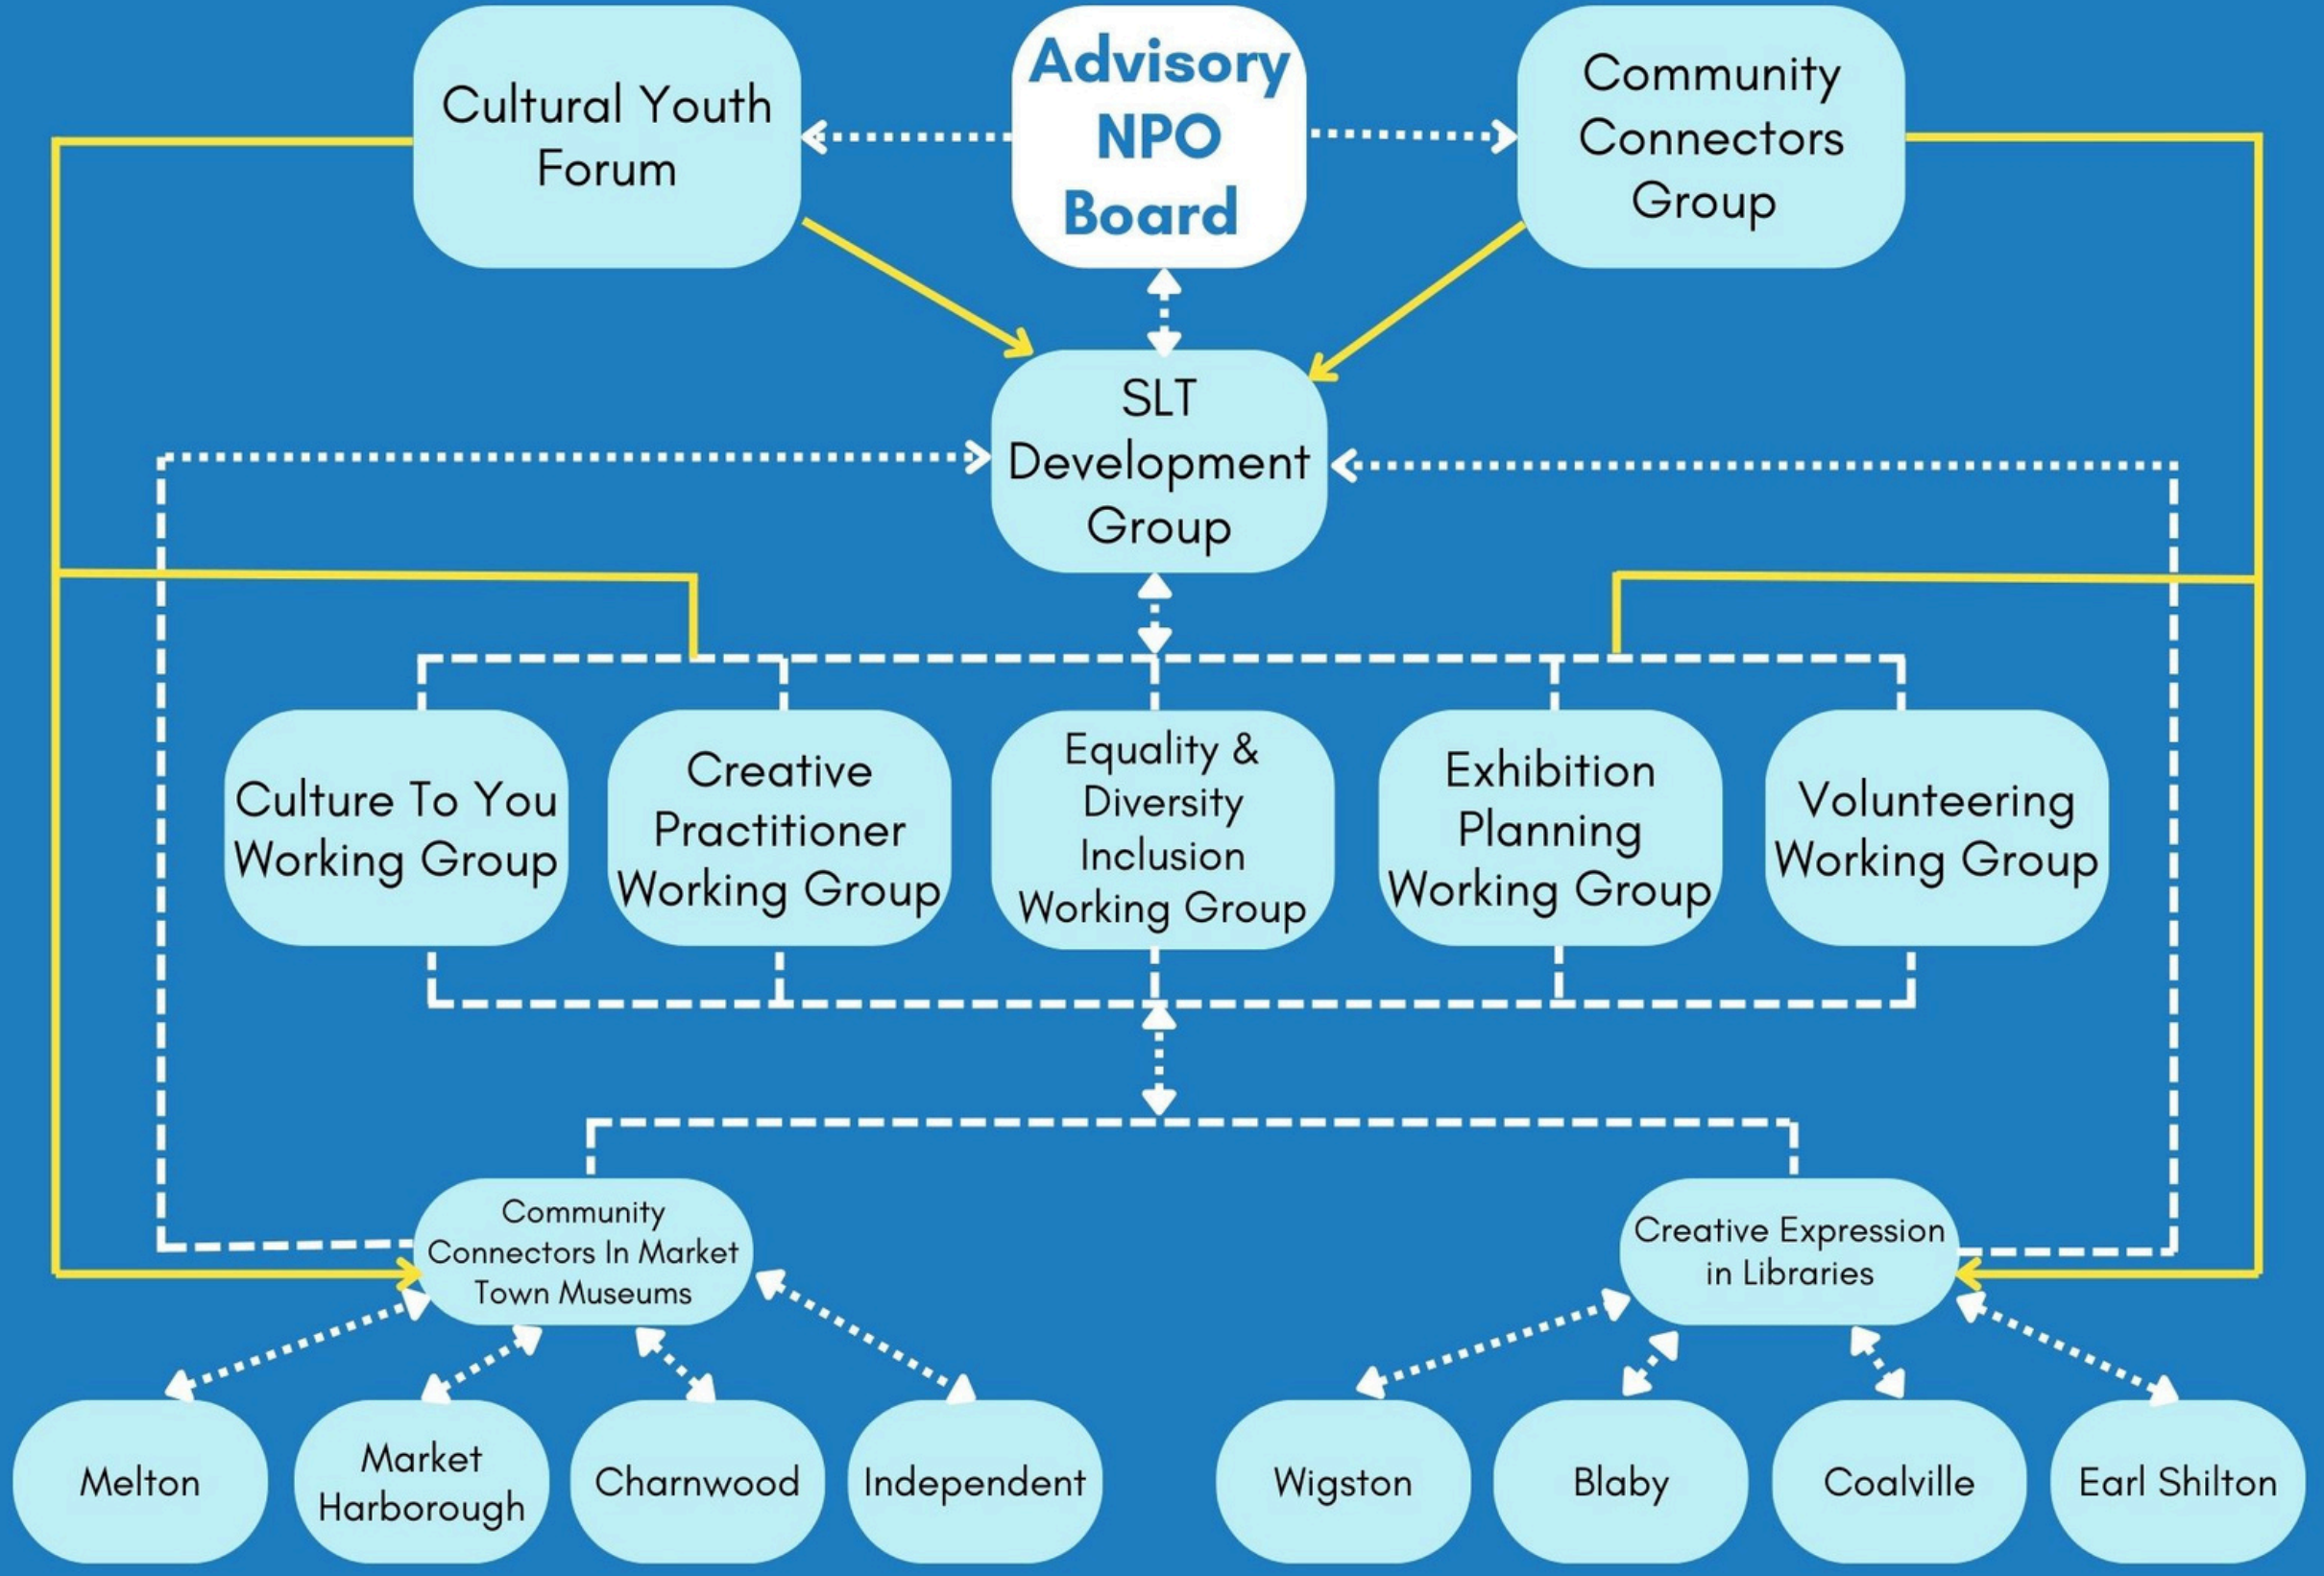 Cultural Youth
Forum
Advisory
NPO
Board
Community
Connectors
Group
SLT
Development
Group
Culture To You
Working Group
Creative
Practitioner
Working Group
Equality &
Diversity
Inclusion
Working Group
Exhibition
Planning
Working Group
Volunteering
Working Group
Community
Connectors In Market
Town Museums
Creative Expression
in Libraries
Melton
Market
Harborough
Charnwood
Independent
Wigston
Blaby
Coalville
Earl Shilton